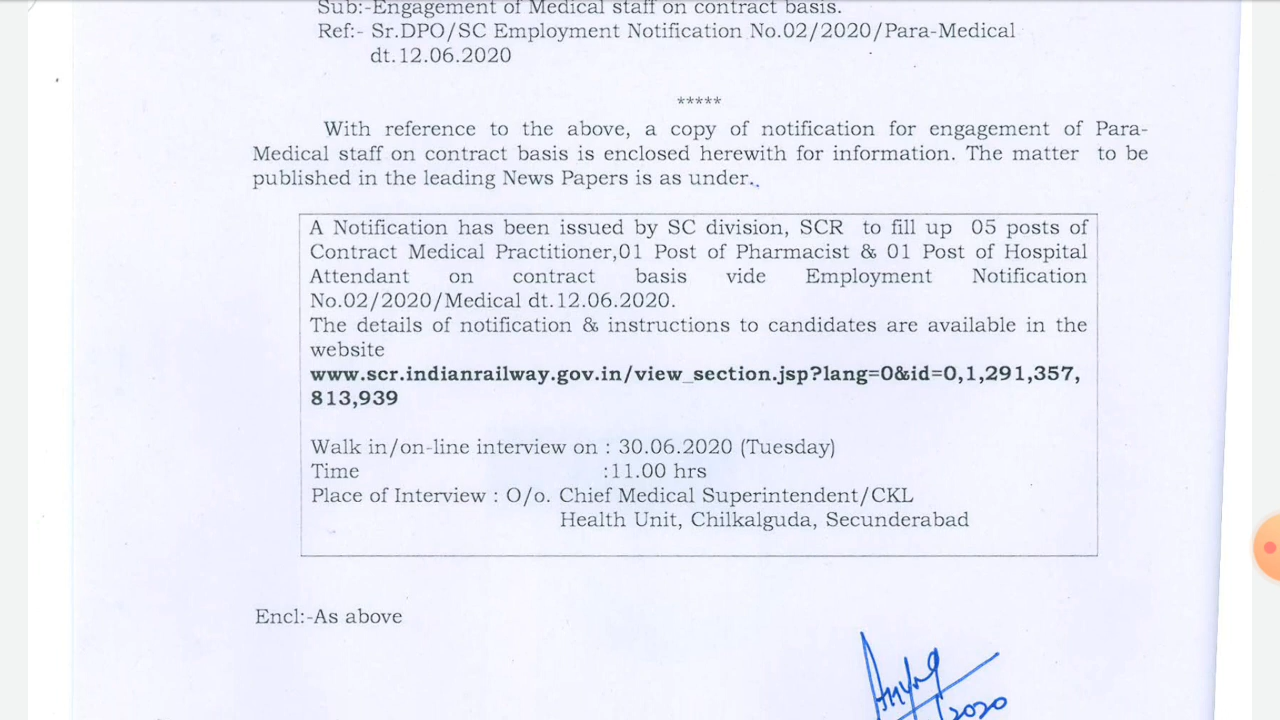 Sub:-Engagement of Medical staff on contract basis.
Ref:- Sr.DPO/SC Employment Notification No.02/2020/Para-Medical
dt.12.06.2020
*****
With reference to the above, a copy of notification for engagement of Para-
Medical staff on contract basis is enclosed herewith for information. The matter to be
published in the leading News Papers is as under.
A Notification has been issued by SC division, SCR to fill up 05 posts of
Contract Medical Practitioner,01 Post of Pharmacist & 01 Post of Hospital
Attendant on contract basis vide Employment Notification
No.02/2020/Medical dt.12.06.2020.
The details of notification & instructions to candidates are available in the
website
www.scr.indianrailway.gov.in/view_section.jsp?lang=0&id=0,1,291,357,
813,939
Walk in/on-line interview on : 30.06.2020 (Tuesday)
Time :11.00 hrs
Place of Interview : O/o. Chief Medical Superintendent/CKL
Health Unit, Chilkalguda, Secunderabad
Encl:-As above
2020